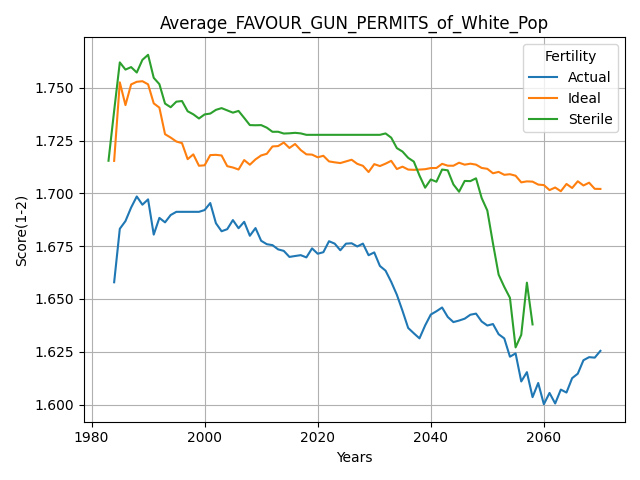 Average_FAVOUR_GUN_PERMITS_of_White_Pop
Fertility
Actual
Ideal
Sterile
Score(1-2)
1.750
1.725
1.700
1.675
1.650
1.625
1.600
1980 2000 2020 2040 2060
Years